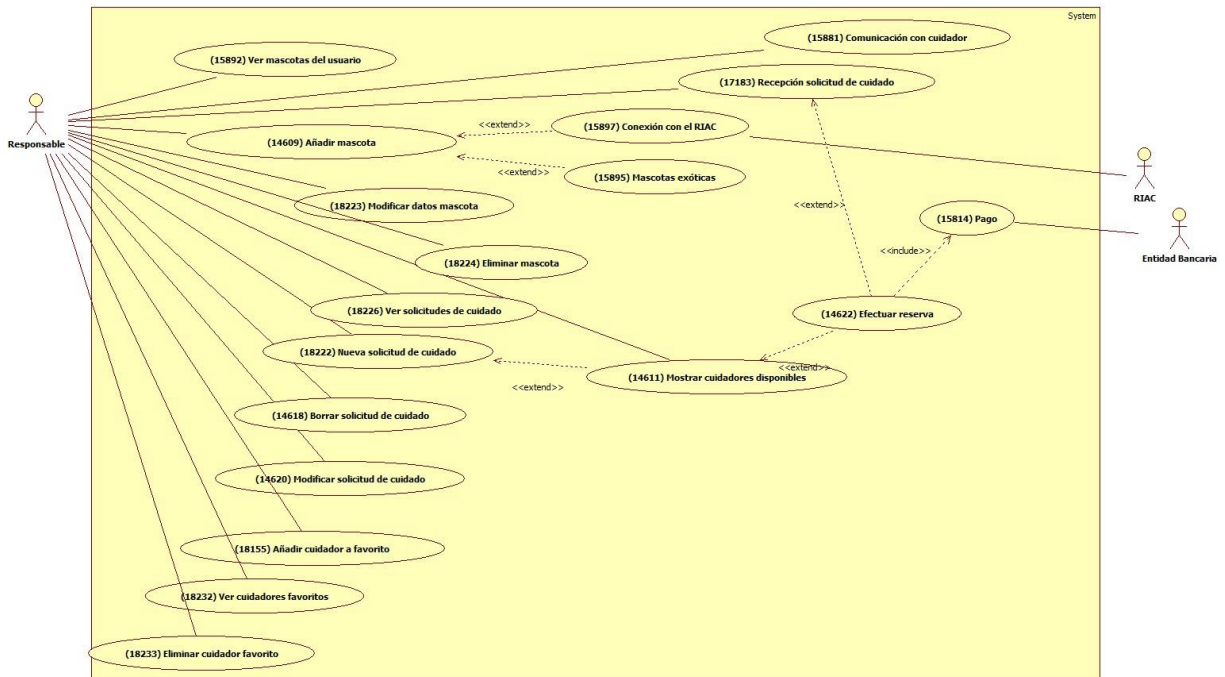 System
(15881) Comunicación con cuidador
(15892) Ver mascotas del usuario
(17183) Recepción solicitud de cuidado
Responsable
<<extend>>
(15897) Conexión con el RIAC
(14609) Añadir mascota
<<extend>>
(15895) Mascotas exóticas
RIAC
(18223) Modificar datos mascota
<<extend>>
(15814) Pago
<<include>>
Entidad Bancaria
(18224) Eliminar mascota
(18226) Ver solicitudes de cuidado
(14622) Efectuar reserva
(18222) Nueva solicitud de cuidado
<<extend>>
(14611) Mostrar cuidadores disponibles
<<extend>>
(14618) Borrar solicitud de cuidado
(14620) Modificar solicitud de cuidado
(18155) Añadir cuidador a favorito
(18232) Ver cuidadores favoritos
(18233) Eliminar cuidador favorito